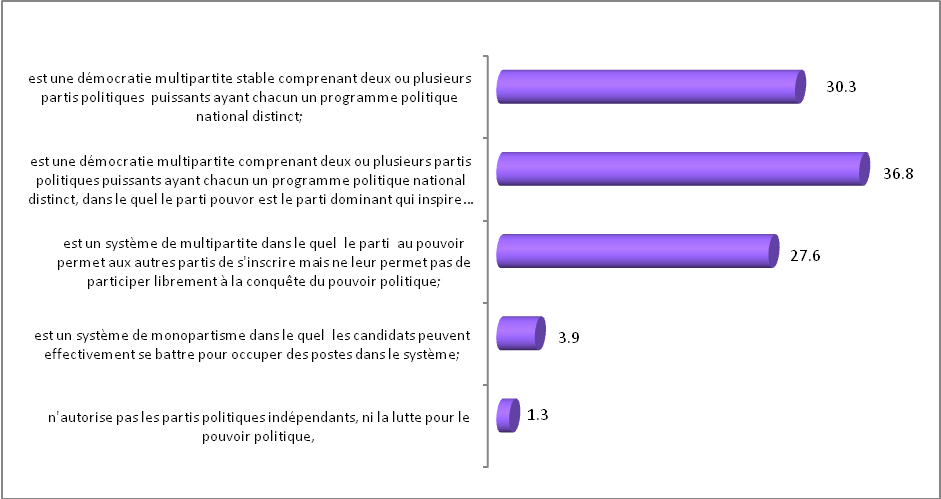 est une démocratie multipartite stable comprenant deux ou plusieurs
partis politiques puissants ayant chacun un programme politique
national distinct;
30.3
est une démocratie multipartite comprenant deux ou plusieurs partis
politiques puissants ayant chacun un programme politique national
distinct, dans le quel le parti pouvor est le parti dominant qui inspire...
36.8
est un système de multipartite dans le quel le parti au pouvoir
permet aux autres partis de s'inscrire mais ne leur permet pas de
participer librement à la conquête du pouvoir politique;
27.6
est un système de monopartisme dans le quel les candidats peuvent
effectivement se battre pour occuper des postes dans le système;
3.9
n'autorise pas les partis politiques indépendants, ni la lutte pour le
pouvoir politique,
1.3